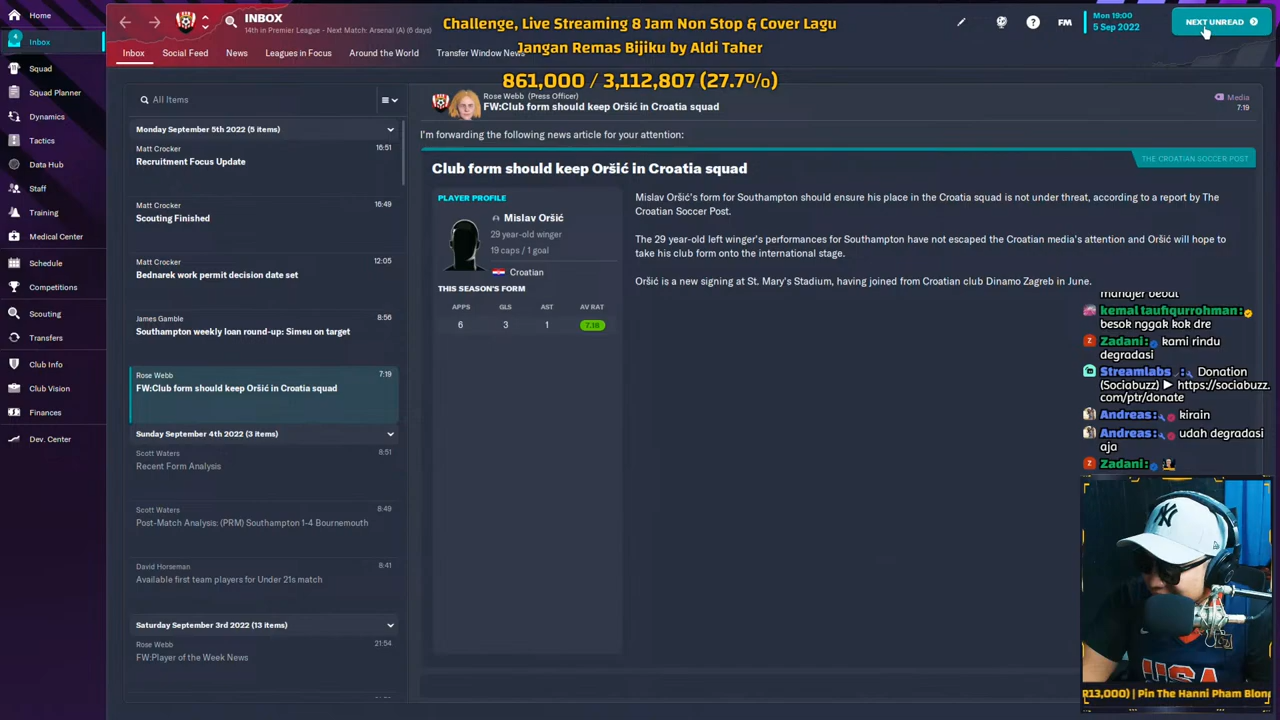 Home
4
Inbox
Squad
Squad Planner
Dynamics
Tactics
Data Hub
Staff
Training
Medical Center
Schedule
Competitions
Scouting
Transfers
Club Info
Club Vision
Finances
Dev. Center
INBOX
14th in Premier League - Next Match: Arsenal (A) (6 days)
Challenge, Live Streaming 8 Jam Non Stop & Cover Lagu
Jangan Remas Bijiku by Aldi Taher
861,000 / 3,112,807 (27.7%)
?
FM
Mon 19:00
5 Sep 2022
NEXT UNREAD
Inbox
Social Feed
News
Leagues in Focus
Around the World
Transfer Window News
All Items
Monday September 5th 2022 (5 items)
Matt Crocker
16:51
Recruitment Focus Update
Matt Crocker
16:49
Scouting Finished
Matt Crocker
12:05
Bednarek work permit decision date set
James Gamble
8:56
Southampton weekly loan round-up: Simeu on target
Rose Webb
7:19
FW:Club form should keep Oršić in Croatia squad
Sunday September 4th 2022 (3 items)
Scott Waters
8:51
Recent Form Analysis
Scott Waters
8:49
Post-Match Analysis: (PRM) Southampton 1-4 Bournemouth
David Horseman
8:41
Available first team players for Under 21s match
Saturday September 3rd 2022 (13 items)
Rose Webb
21:54
FW:Player of the Week News
Rose Webb (Press Officer)
FW:Club form should keep Oršić in Croatia squad
Media
7:19
I'm forwarding the following news article for your attention:
Club form should keep Oršić in Croatia squad
THE CROATIAN SOCCER POST
PLAYER PROFILE
Mislav Oršić
29 year-old winger
19 caps / 1 goal
Croatian
THIS SEASON'S FORM
APPS GLS AST AV RAT
6 3 1 7.18
Mislav Oršić's form for Southampton should ensure his place in the Croatia squad is not under threat, according to a report by The
Croatian Soccer Post.
The 29 year-old left winger's performances for Southampton have not escaped the Croatian media's attention and Oršić will hope to
take his club form onto the international stage.
Oršić is a new signing at St. Mary's Stadium, having joined from Croatian club Dinamo Zagreb in June.
manajer bebal
kemal taufiqurrohman:
besok nggak kok dre
Zadani: kami rindu
degradasi
Streamlabs : Donation
(Sociabuzz) ► https://sociabuzz.
com/ptr/donate
Andreas: kirain
Andreas: udah degradasi
aja
Zadani:
NY
USA
R13,000) | Pin The Hanni Pham Blong